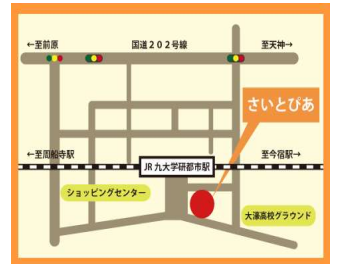 ←至前原
国道202号線
至天神→
さいとぴあ
←至周船寺駅
JR 九大学研都市駅
至今宿駅→
ショッピングセンター
大濠高校グラウンド